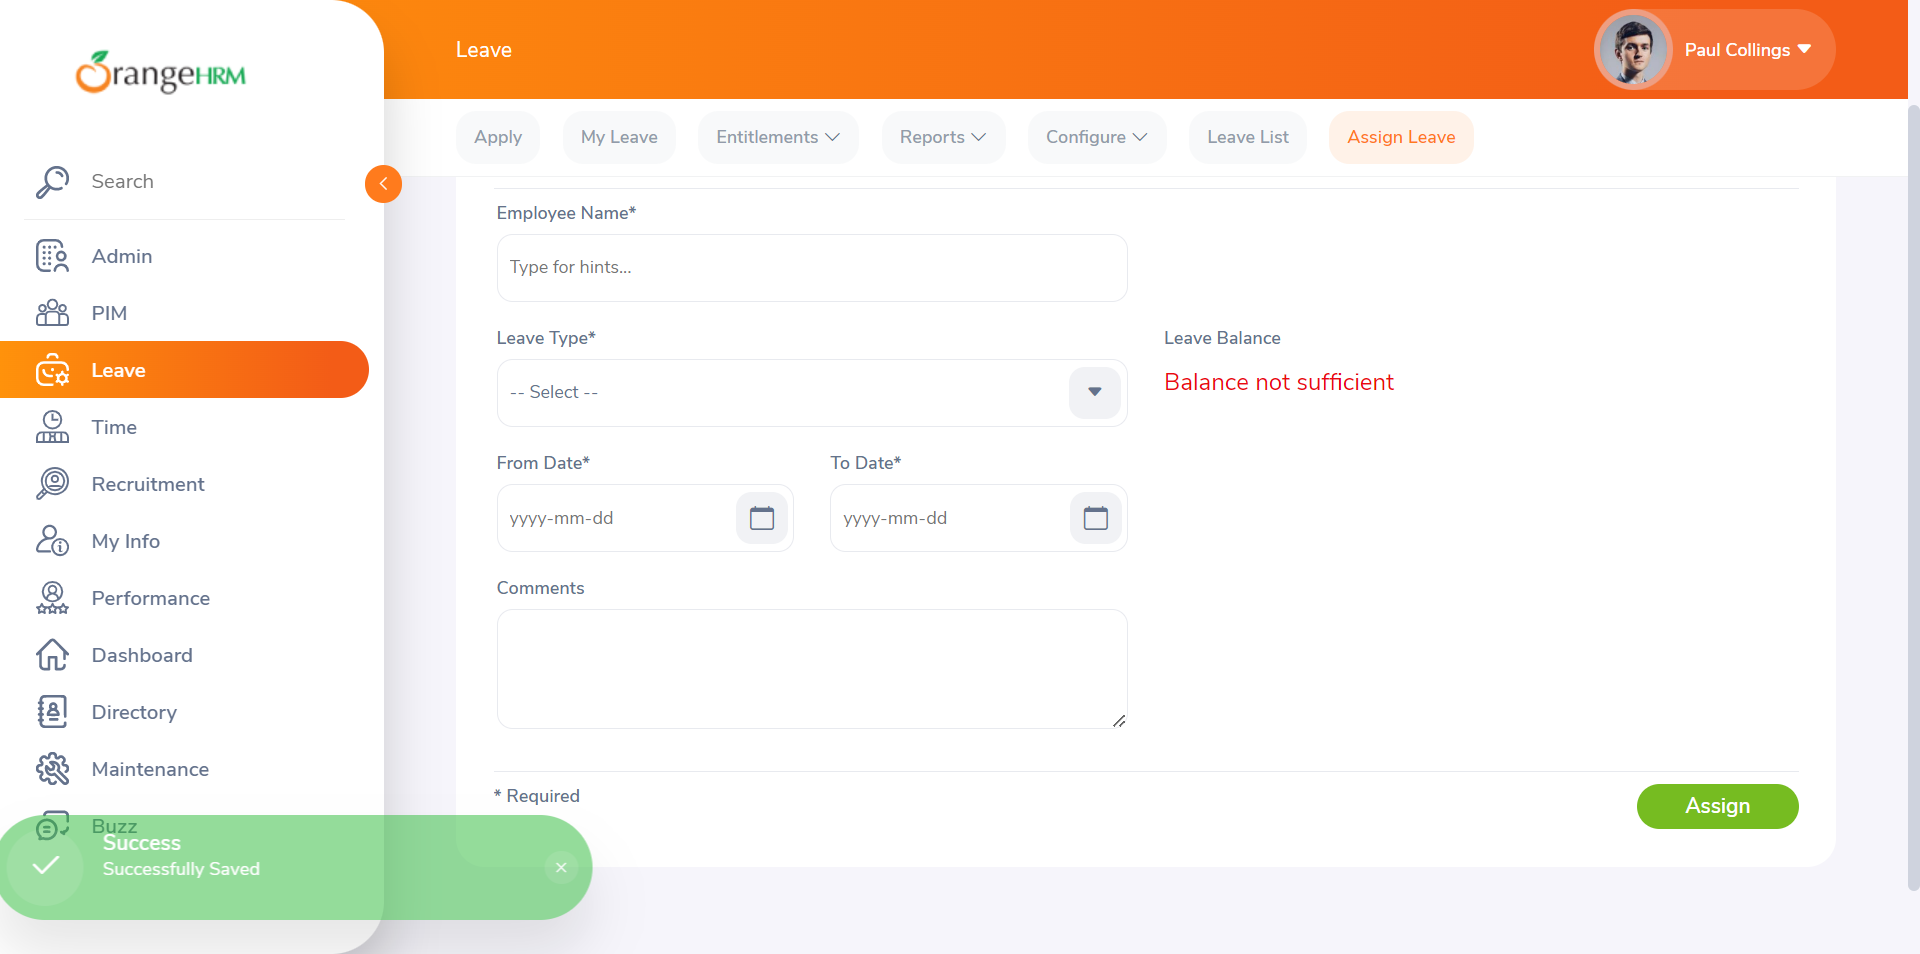 OrangeHRM
Leave
Paul Collings
Apply
My Leave
Entitlements
Reports
Configure
Leave List
Assign Leave
Search
Admin
PIM
Leave
Time
Recruitment
My Info
Performance
Dashboard
Directory
Maintenance
Buzz
Employee Name*
Type for hints...
Leave Type*
Leave Balance
-- Select --
Balance not sufficient
From Date*
To Date*
yyyy-mm-dd
yyyy-mm-dd
Comments
* Required
Assign
Success
Successfully Saved